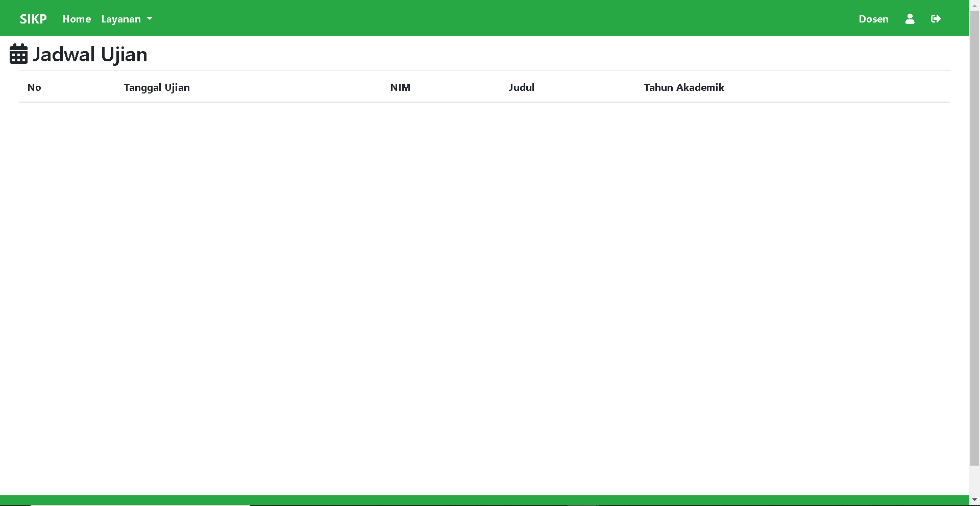 SIKP Home Layanan Dosen
Jadwal Ujian
No Tanggal Ujian NIM Judul Tahun Akademik